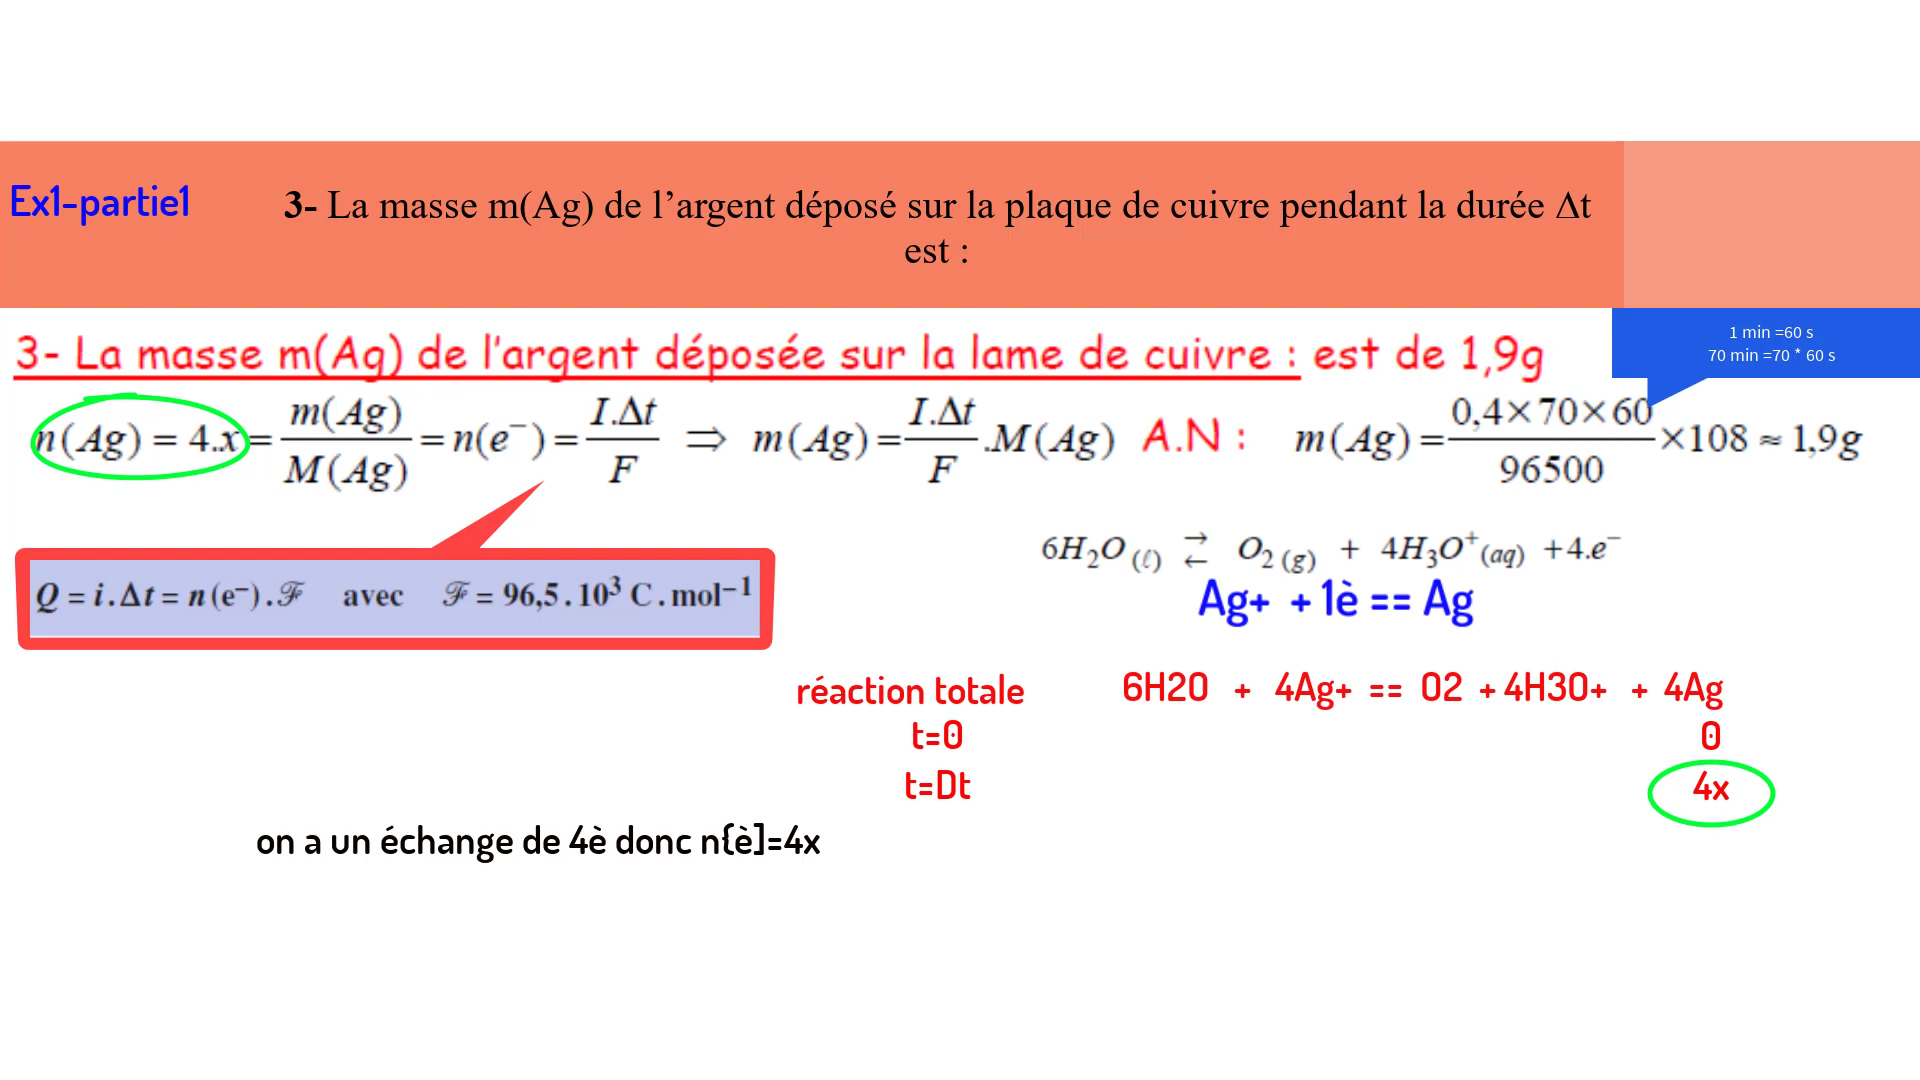 Ex1-partie1
3- La masse m(Ag) de l’argent déposé sur la plaque de cuivre pendant la durée Δt
est :
1 min =60 s
70 min =70 * 60 s
3- La masse m(Ag) de l'argent déposée sur la lame de cuivre : est de 1,9g
n(Ag) = 4.x = m(Ag)/M(Ag) = n(e⁻) = I.Δt/F ⇒ m(Ag) = I.Δt/F .M(Ag) A.N : m(Ag) = 0,4×70×60/96500 ×108 ≈ 1,9g
6H₂O (ℓ) ⇄ O₂ (g) + 4H₃O⁺(aq) +4.e⁻
Q = i . Δt = n (e⁻) . ℱ avec ℱ = 96,5 . 10³ C . mol⁻¹
Ag+ + 1è == Ag
réaction totale 6H2O + 4Ag+ == O2 + 4H3O+ + 4Ag
t=0 0
t=Dt 4x
on a un échange de 4è donc n{è]=4x